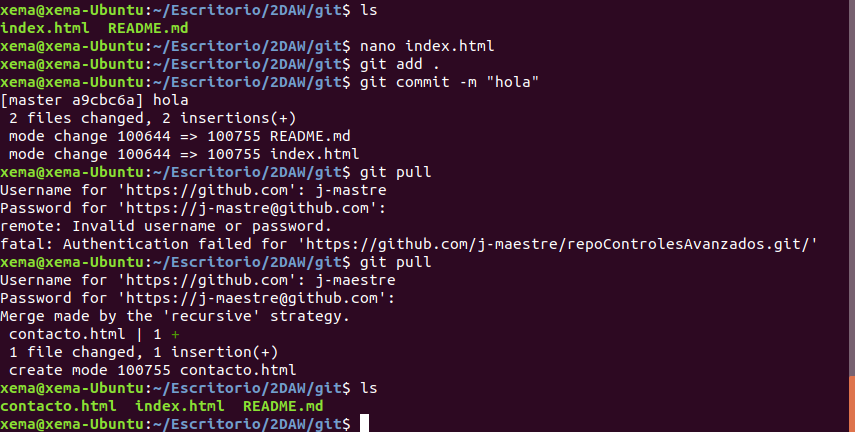 xema@xema-Ubuntu:~/Escritorio/2DAW/git$ ls
index.html  README.md
xema@xema-Ubuntu:~/Escritorio/2DAW/git$ nano index.html
xema@xema-Ubuntu:~/Escritorio/2DAW/git$ git add .
xema@xema-Ubuntu:~/Escritorio/2DAW/git$ git commit -m "hola"
[master a9cbc6a] hola
 2 files changed, 2 insertions(+)
 mode change 100644 => 100755 README.md
 mode change 100644 => 100755 index.html
xema@xema-Ubuntu:~/Escritorio/2DAW/git$ git pull
Username for 'https://github.com': j-mastre
Password for 'https://j-mastre@github.com':
remote: Invalid username or password.
fatal: Authentication failed for 'https://github.com/j-maestre/repoControlesAvanzados.git/'
xema@xema-Ubuntu:~/Escritorio/2DAW/git$ git pull
Username for 'https://github.com': j-maestre
Password for 'https://j-maestre@github.com':
Merge made by the 'recursive' strategy.
 contacto.html | 1 +
 1 file changed, 1 insertion(+)
 create mode 100755 contacto.html
xema@xema-Ubuntu:~/Escritorio/2DAW/git$ ls
contacto.html  index.html  README.md
xema@xema-Ubuntu:~/Escritorio/2DAW/git$